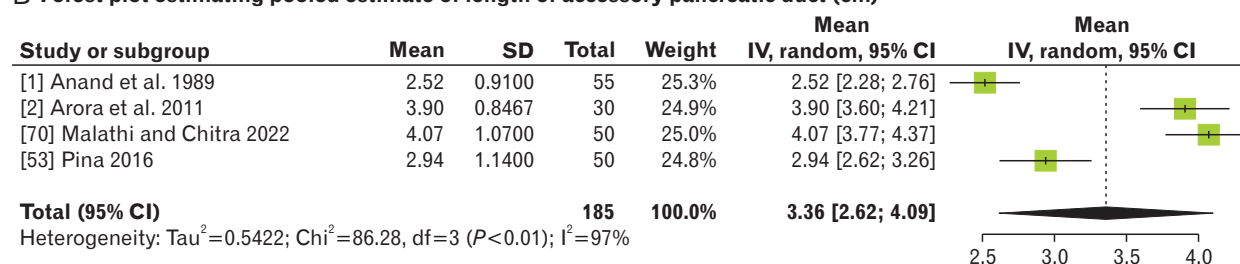 B Forest plot estimating pooled estimate of length of accessory pancreatic duct (cm)
Mean Mean
Study or subgroup Mean SD Total Weight IV, random, 95% CI IV, random, 95% CI
[1] Anand et al. 1989 2.52 0.9100 55 25.3% 2.52 [2.28; 2.76]
[2] Arora et al. 2011 3.90 0.8467 30 24.9% 3.90 [3.60; 4.21]
[70] Malathi and Chitra 2022 4.07 1.0700 50 25.0% 4.07 [3.77; 4.37]
[53] Pina 2016 2.94 1.1400 50 24.8% 2.94 [2.62; 3.26]
Total (95% CI) 185 100.0% 3.36 [2.62; 4.09]
Heterogeneity: Tau²=0.5422; Chi²=86.28, df=3 (P<0.01); I²=97%
2.5 3.0 3.5 4.0